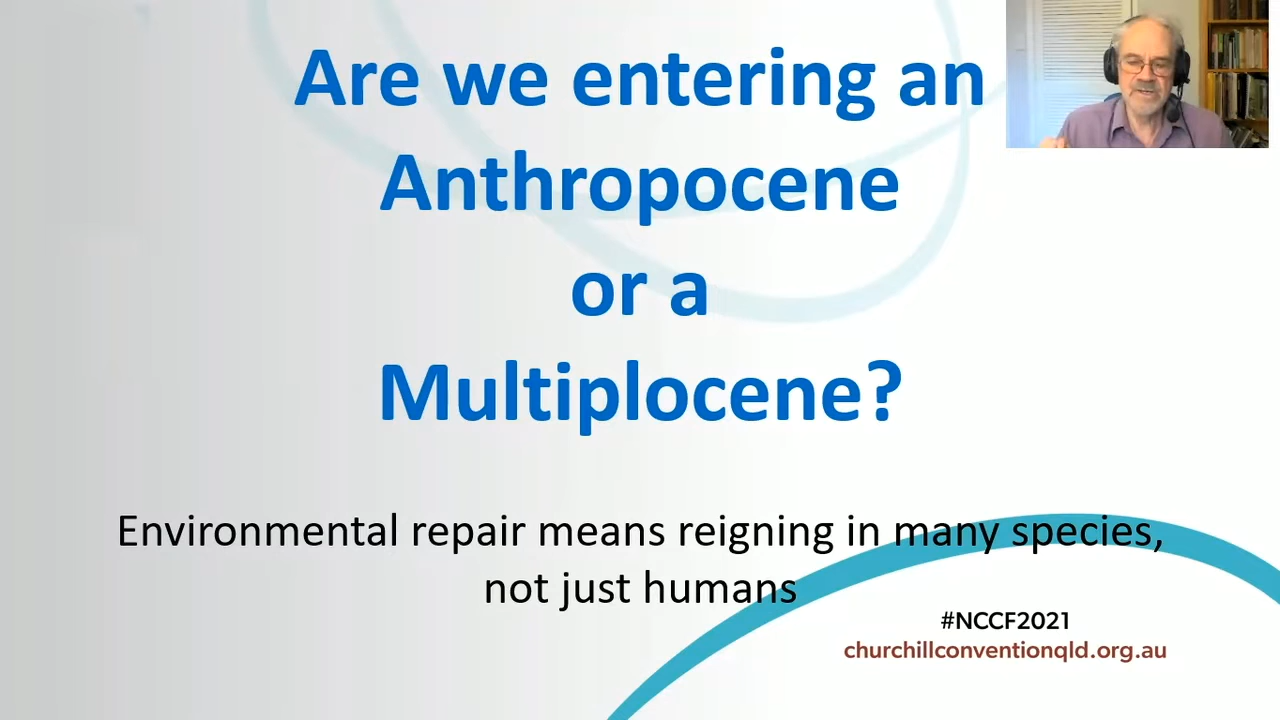 Are we entering an
Anthropocene
or a
Multiplocene?
Environmental repair means reigning in many species,
not just humans
#NCCF2021
churchillconventionqld.org.au